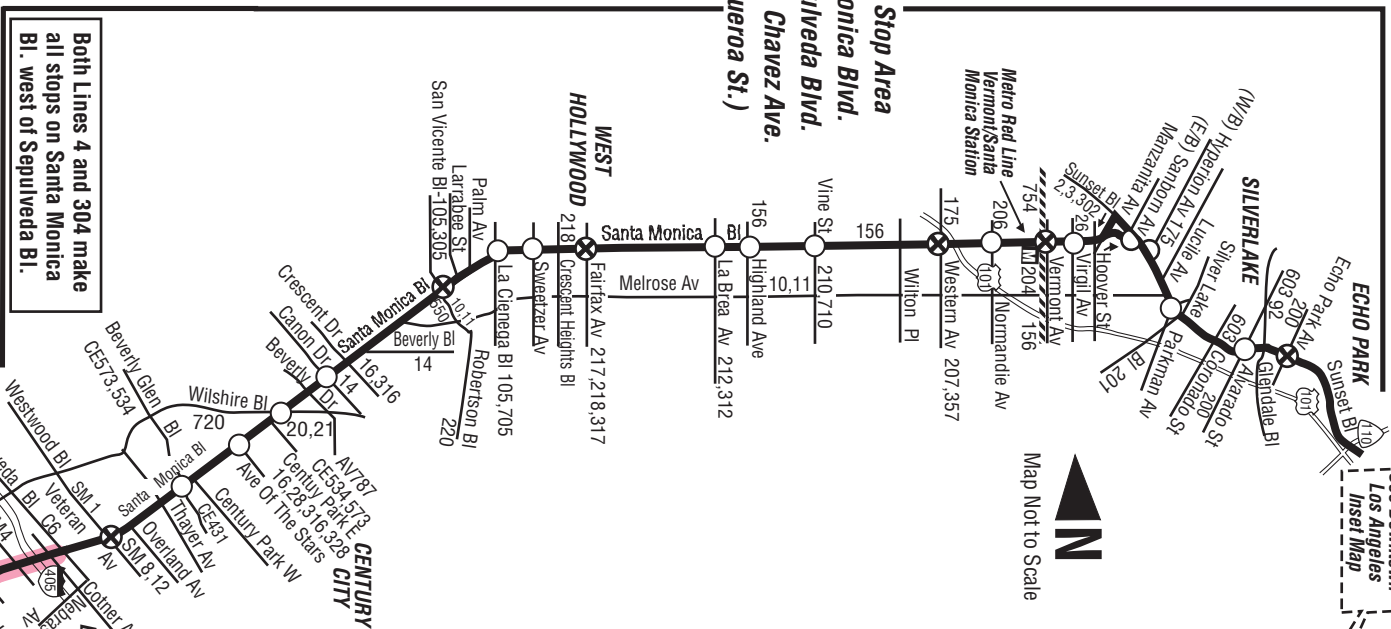 Both Lines 4 and 304 make
all stops on Santa Monica
Bl. west of Sepulveda Bl.
Stop Area
onica Blvd.
lveda Blvd.
Chavez Ave.
ueroa St.)
Los Angeles
Inset Map
N
Map Not to Scale
ECHO PARK
Sunset Bl
110
Echo Park Av
200
603,92
Glendale Bl
101
SILVERLAKE
603
Alvarado St
200
Coronado St
Parkman Av
Silver Lake
Bl 201
Lucile Av
(W/B) Hyperion Av 175
(E/B) Sanborn Av
Manzanita Av
Sunset Bl
2,3,302
Hoover St
26
Virgil Av
Metro Red Line
Vermont/Santa
Monica Station
754
M
204
Vermont Av
156
206
Normandie Av
101
175
Western Av 207,357
Wilton Pl
156
Vine St
210,710
10,11
156
Highland Ave
La Brea Av 212,312
Santa Monica Bl
Melrose Av
WEST
HOLLYWOOD
218
Fairfax Av 217,218,317
Crescent Heights Bl
Sweetzer Av
La Cienega Bl 105,705
Palm Av
Larrabee St
San Vicente Bl-105,305
10,11
550
Robertson Bl
220
Santa Monica Bl
Beverly Bl
14
16,316
Crescent Dr
Canon Dr
14
Beverly Dr
Wilshire Bl
720
20,21
AV787
CE534,573
Centuy Park E
16,28,316,328
Ave Of The Stars
CENTURY
CITY
Century Park W
CE431
Beverly Glen Bl
CE573,534
Santa Monica Bl
Thayer Av
Overland Av
Westwood Bl
SM 1
SM 8,12
Veteran Av
veda Bl C6
405
Cotner